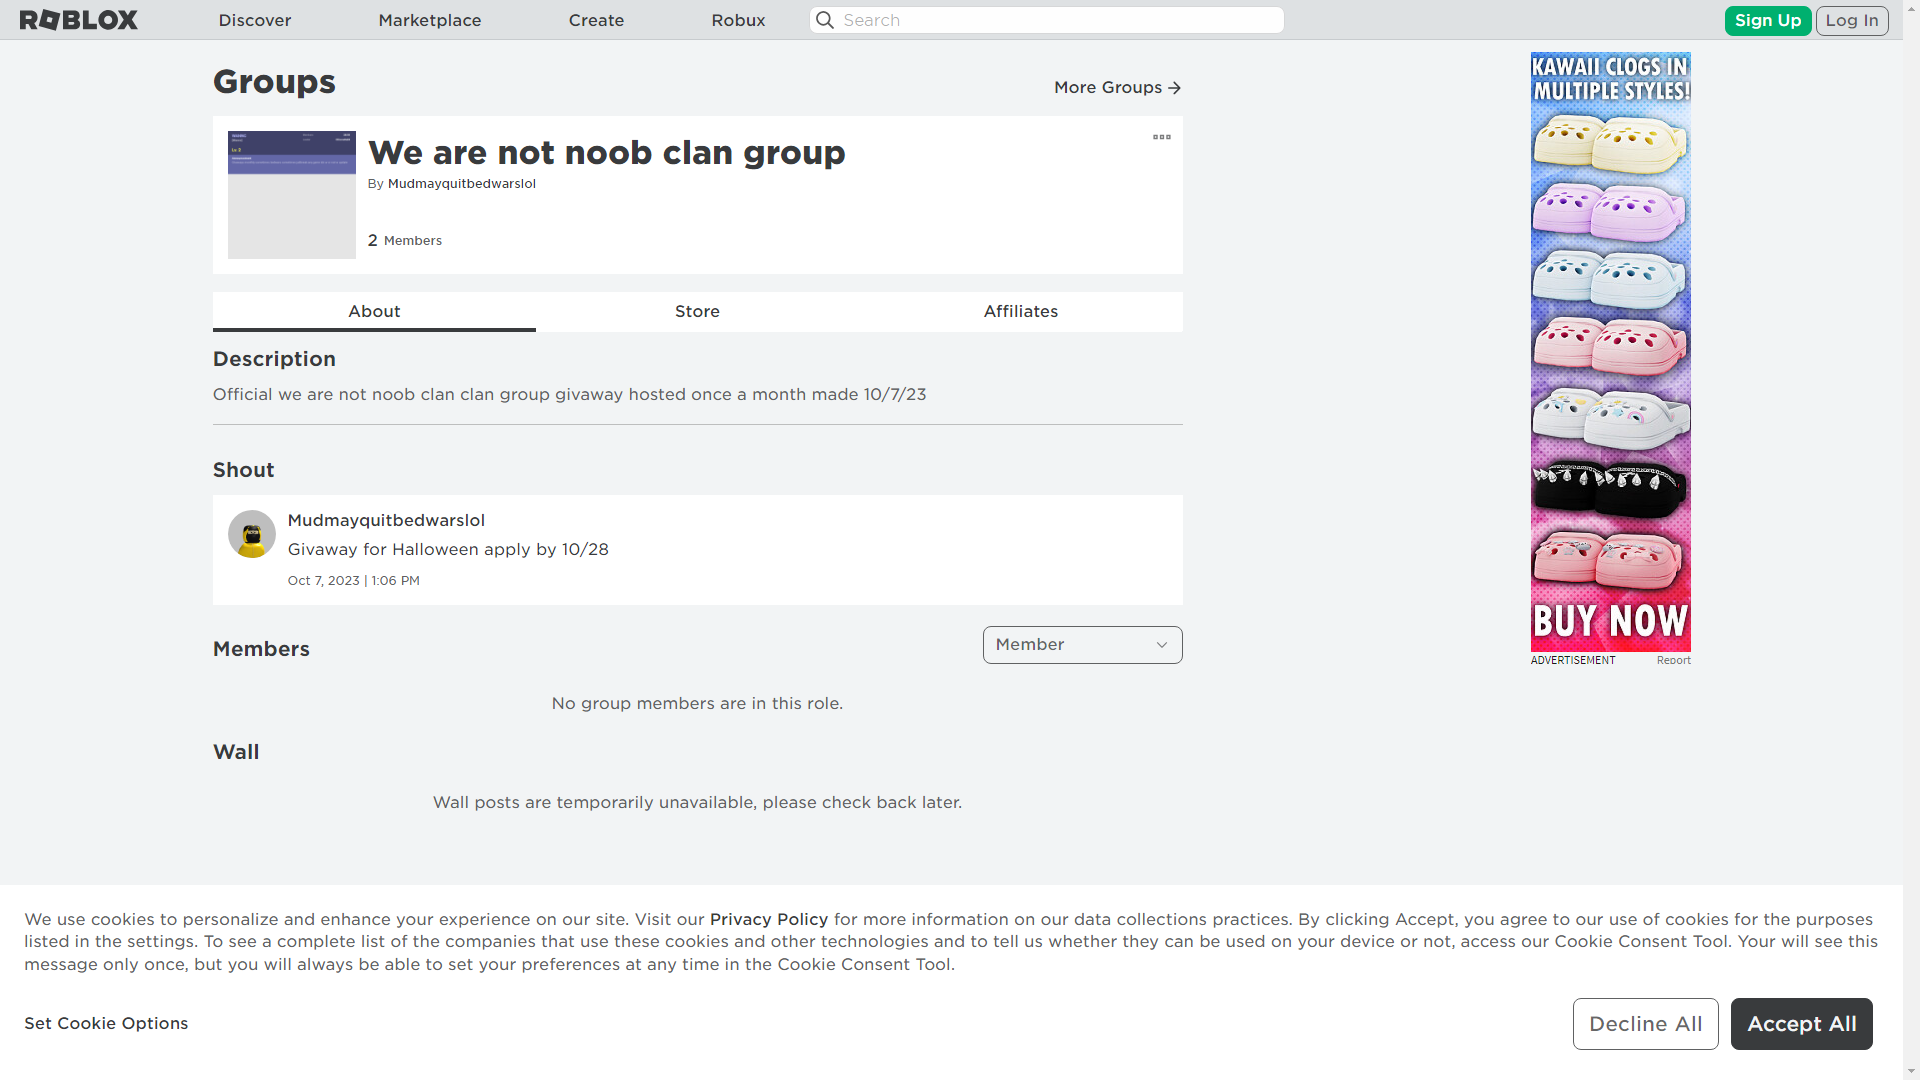 ROBLOX
Discover
Marketplace
Create
Robux
Search
Sign Up
Log In
Groups
More Groups
We are not noob clan group
By Mudmayquitbedwarslol
2 Members
About
Store
Affiliates
Description
Official we are not noob clan clan group givaway hosted once a month made 10/7/23
Shout
Mudmayquitbedwarslol
Givaway for Halloween apply by 10/28
Oct 7, 2023 | 1:06 PM
Members
Member
No group members are in this role.
Wall
Wall posts are temporarily unavailable, please check back later.
KAWAII CLOGS IN
MULTIPLE STYLES!
BUY NOW
ADVERTISEMENT
Report
We use cookies to personalize and enhance your experience on our site. Visit our Privacy Policy for more information on our data collections practices. By clicking Accept, you agree to our use of cookies for the purposes
listed in the settings. To see a complete list of the companies that use these cookies and other technologies and to tell us whether they can be used on your device or not, access our Cookie Consent Tool. Your will see this
message only once, but you will always be able to set your preferences at any time in the Cookie Consent Tool.
Set Cookie Options
Decline All
Accept All